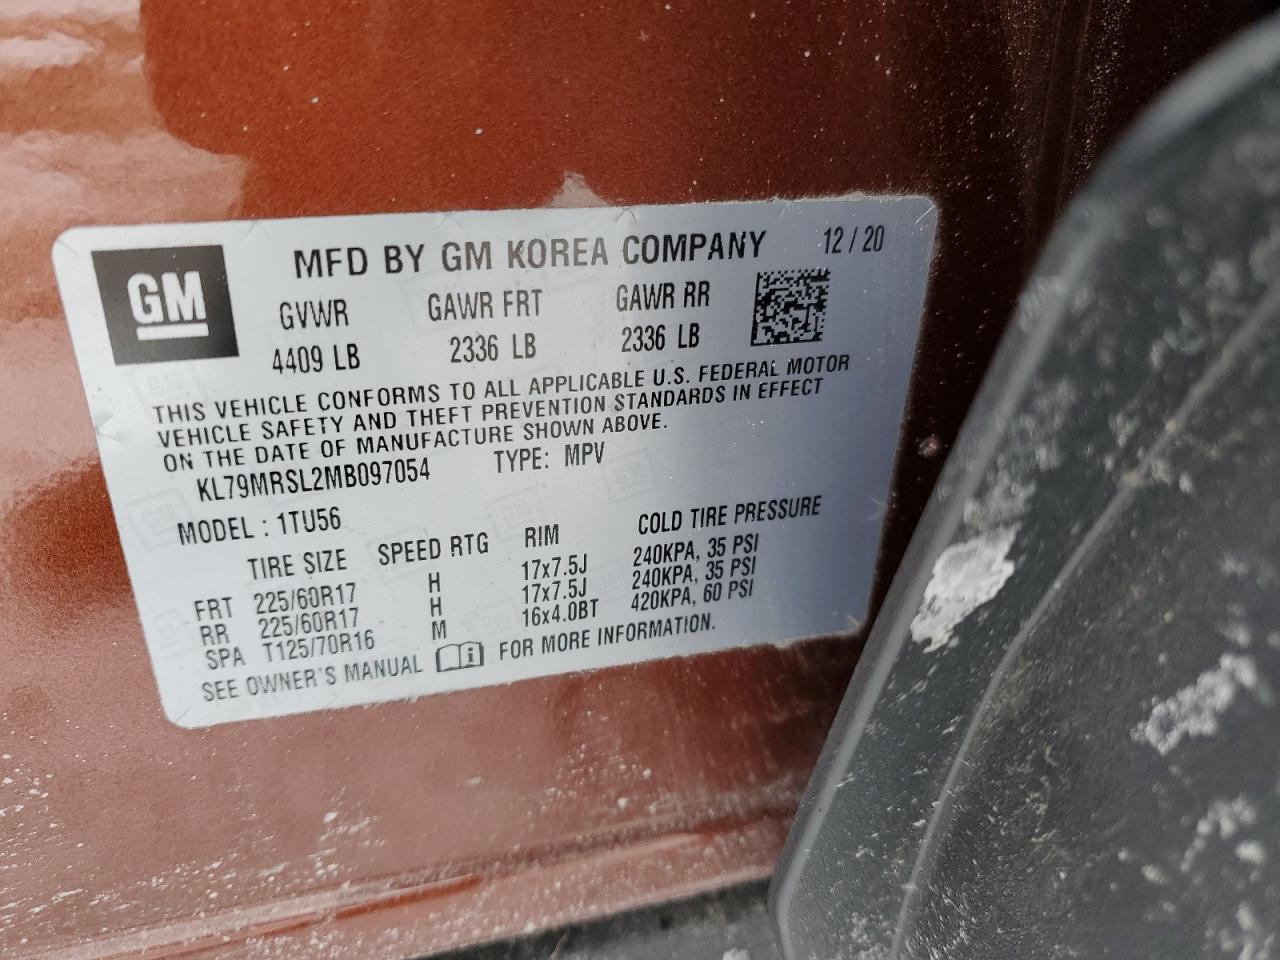 GM
MFD BY GM KOREA COMPANY 12/20
GVWR GAWR FRT GAWR RR
4409 LB 2336 LB 2336 LB
THIS VEHICLE CONFORMS TO ALL APPLICABLE U.S. FEDERAL MOTOR
VEHICLE SAFETY AND THEFT PREVENTION STANDARDS IN EFFECT
ON THE DATE OF MANUFACTURE SHOWN ABOVE.
KL79MRSL2MB097054 TYPE: MPV
MODEL : 1TU56
TIRE SIZE SPEED RTG RIM COLD TIRE PRESSURE
FRT 225/60R17 H 17x7.5J 240KPA, 35 PSI
RR 225/60R17 H 17x7.5J 240KPA, 35 PSI
SPA T125/70R16 M 16x4.0BT 420KPA, 60 PSI
SEE OWNER'S MANUAL i FOR MORE INFORMATION.